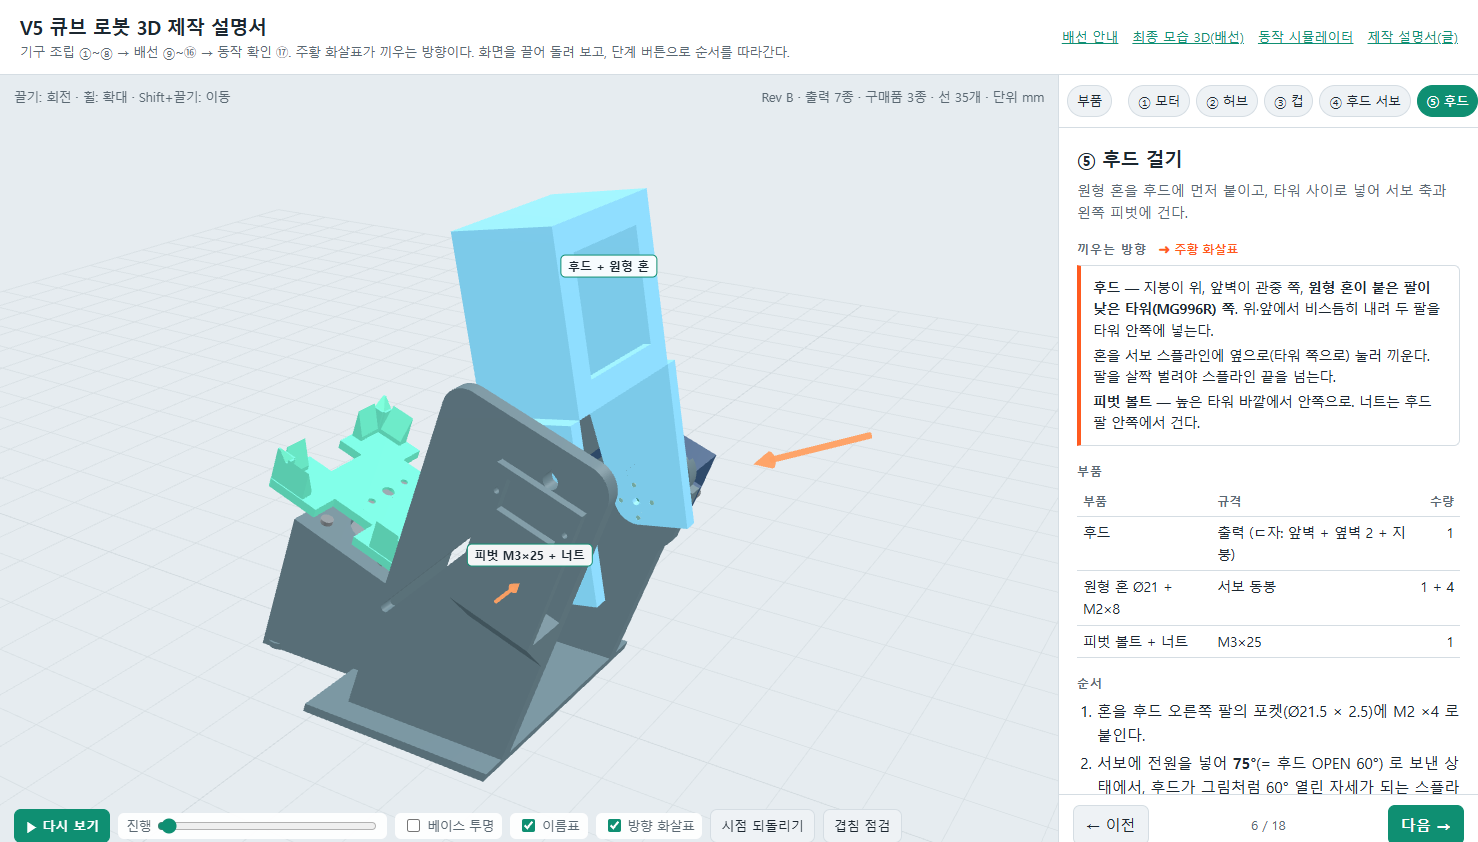 V5 큐브 로봇 3D 제작 설명서
기구 조립 ①~⑧ → 배선 ⑨~⑯ → 동작 확인 ⑰. 주황 화살표가 끼우는 방향이다. 화면을 끌어 돌려 보고, 단계 버튼으로 순서를 따라간다.
배선 안내 최종 모습 3D(배선) 동작 시뮬레이터 제작 설명서(글)
끌기: 회전 · 휠: 확대 · Shift+끌기: 이동
Rev B · 출력 7종 · 구매품 3종 · 선 35개 · 단위 mm
후드 + 원형 혼
피벗 M3×25 + 너트
▶ 다시 보기 진행 베이스 투명 이름표 방향 화살표 시점 되돌리기 겹침 점검
부품 ① 모터 ② 허브 ③ 컵 ④ 후드 서보 ⑤ 후드
⑤ 후드 걸기
원형 혼을 후드에 먼저 붙이고, 타워 사이로 넣어 서보 축과
왼쪽 피벗에 건다.
끼우는 방향 → 주황 화살표
후드 — 지붕이 위, 앞벽이 관중 쪽, 원형 혼이 붙은 팔이
낮은 타워(MG996R) 쪽. 위·앞에서 비스듬히 내려 두 팔을
타워 안쪽에 넣는다.
혼을 서보 스플라인에 옆으로(타워 쪽으로) 눌러 끼운다.
팔을 살짝 벌려야 스플라인 끝을 넘는다.
피벗 볼트 — 높은 타워 바깥에서 안쪽으로. 너트는 후드
팔 안쪽에서 건다.
부품
부품 규격 수량
후드 출력 (ㄷ자: 앞벽 + 옆벽 2 + 지 1
붕)
원형 혼 Ø21 + 서보 동봉 1 + 4
M2×8
피벗 볼트 + 너트 M3×25 1
순서
1. 혼을 후드 오른쪽 팔의 포켓(Ø21.5 × 2.5)에 M2 ×4 로
붙인다.
2. 서보에 전원을 넣어 75°(= 후드 OPEN 60°) 로 보낸 상
태에서, 후드가 그림처럼 60° 열린 자세가 되는 스플라
← 이전 6 / 18 다음 →